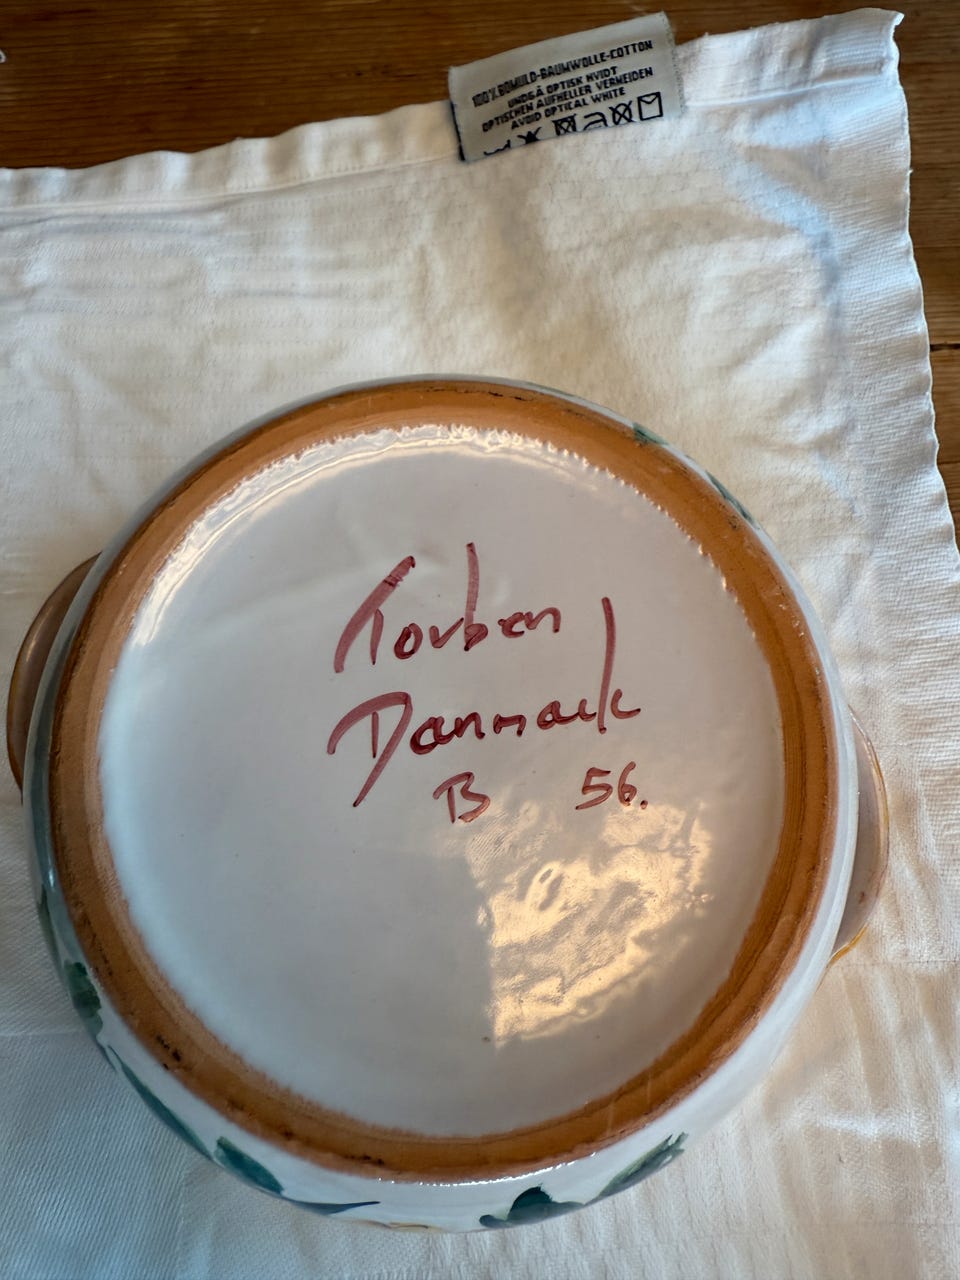 100% BOMULD-BAUMWOLLE-COTTON
UNDGÅ OPTISK HVIDT
OPTISCHEN AUFHELLER VERMEIDEN
AVOID OPTICAL WHITE
Torben
Danmark
B 56.